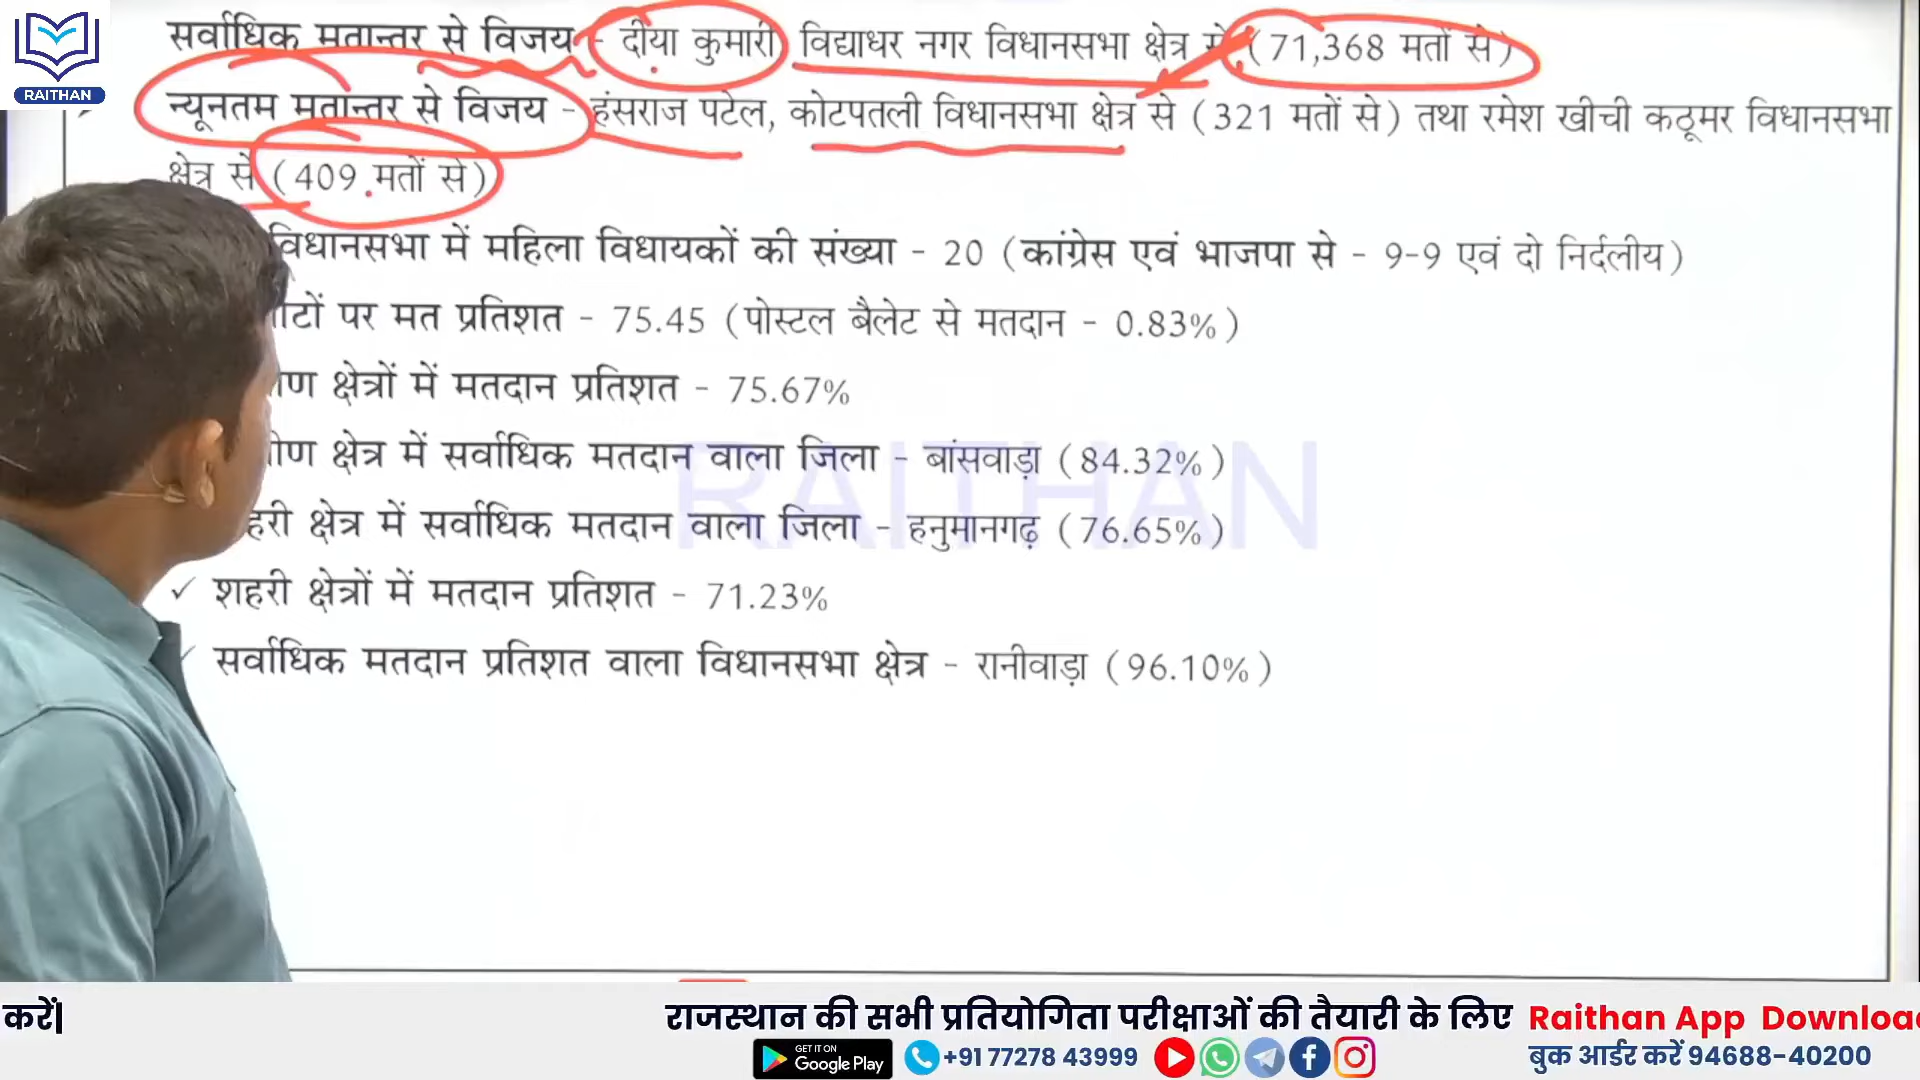 RAITHAN
सर्वाधिक मतान्तर से विजय - दीया कुमारी विद्याधर नगर विधानसभा क्षेत्र से (71,368 मतों से)
न्यूनतम मतान्तर से विजय - हंसराज पटेल, कोटपतली विधानसभा क्षेत्र से (321 मतों से) तथा रमेश खीची कठूमर विधानसभा
क्षेत्र से (409 मतों से)
विधानसभा में महिला विधायकों की संख्या - 20 (कांग्रेस एवं भाजपा से - 9-9 एवं दो निर्दलीय)
पर मत प्रतिशत - 75.45 (पोस्टल बैलेट से मतदान - 0.83%)
क्षेत्रों में मतदान प्रतिशत - 75.67%
क्षेत्र में सर्वाधिक मतदान वाला जिला - बांसवाड़ा (84.32%)
RAITHAN
क्षेत्र में सर्वाधिक मतदान वाला जिला - हनुमानगढ़ (76.65%)
✓ शहरी क्षेत्रों में मतदान प्रतिशत - 71.23%
सर्वाधिक मतदान प्रतिशत वाला विधानसभा क्षेत्र - रानीवाड़ा (96.10%)
करें| राजस्थान की सभी प्रतियोगिता परीक्षाओं की तैयारी के लिए Raithan App
GET IT ON
Google Play +91 77278 43999 बुक आर्डर करें 94688-40200